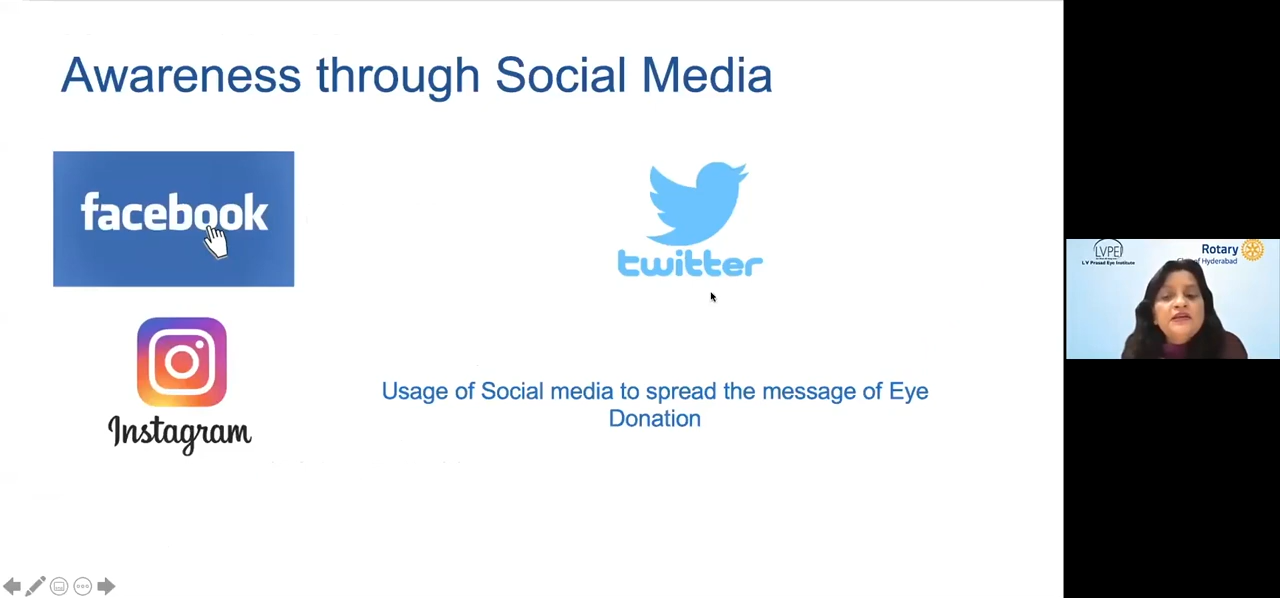 Awareness through Social Media
facebook
twitter
Instagram
Usage of Social media to spread the message of Eye
Donation
LVPEI
L V Prasad Eye Institute
Rotary
of Hyderabad